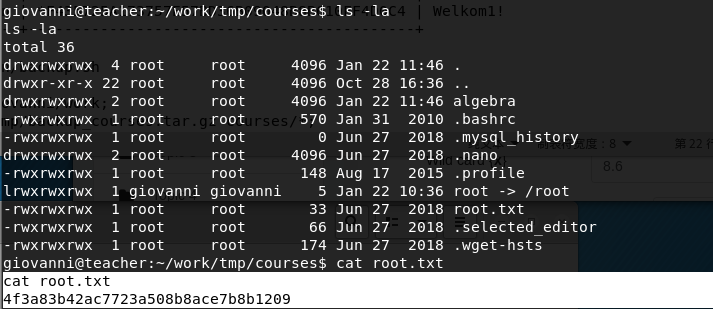 | Welkom1!
giovanni@teacher:~/work/tmp/courses$ ls -la
ls -la
total 36
drwxrwxrwx  4 root     root     4096 Jan 22 11:46 .
drwxr-xr-x 22 root     root     4096 Oct 28 16:36 ..
drwxrwxrwx  2 root     root     4096 Jan 22 11:46 algebra
-rwxrwxrwx  1 root     root      570 Jan 31  2010 .bashrc
-rwxrwxrwx  1 root     root        0 Jun 27  2018 .mysql_history
drwxrwxrwx  2 root     root     4096 Jun 27  2018 .nano
-rwxrwxrwx  1 root     root      148 Aug 17  2015 .profile
lrwxrwxrwx  1 giovanni giovanni    5 Jan 22 10:36 root -> /root
-rwxrwxrwx  1 root     root       33 Jun 27  2018 root.txt
-rwxrwxrwx  1 root     root       66 Jun 27  2018 .selected_editor
-rwxrwxrwx  1 root     root      174 Jun 27  2018 .wget-hsts
giovanni@teacher:~/work/tmp/courses$ cat root.txt
cat root.txt
4f3a83b42ac7723a508b8ace7b8b1209
8.6